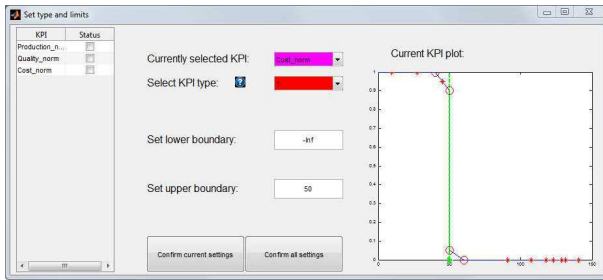 Set type and limits
KPI Status
Production_n...
Quality_norm
Cost_norm
Currently selected KPI: Cost_norm
Select KPI type: ?
Set lower boundary: -Inf
Set upper boundary: 50
Confirm current settings Confirm all settings
Current KPI plot:
1
0.9
0.8
0.7
0.6
0.5
0.4
0.3
0.2
0.1
0 50 100 150